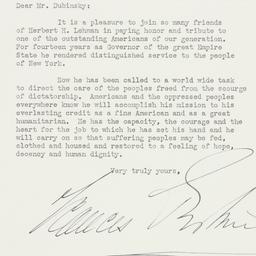 Dear Mr. Dubinsky:
It is a pleasure to join so many friends
of Herbert H. Lehman in paying honor and tribute to
one of the outstanding Americans of our generation.
For fourteen years as Governor of the great Empire
State he rendered distinguished service to the people
of New York.
Now he has been called to a world wide task
to direct the care of the peoples freed from the scourge
of dictatorship. Americans and the oppressed peoples
everywhere know he will accomplish his mission to his
everlasting credit as a fine American and as a great
humanitarian. He has the capacity, the courage and the
heart for the job to which he has set his hand and he
will carry on so that suffering peoples may be fed,
clothed and housed and restored to a feeling of hope,
decency and human dignity.
Very truly yours,
Frances Perkins